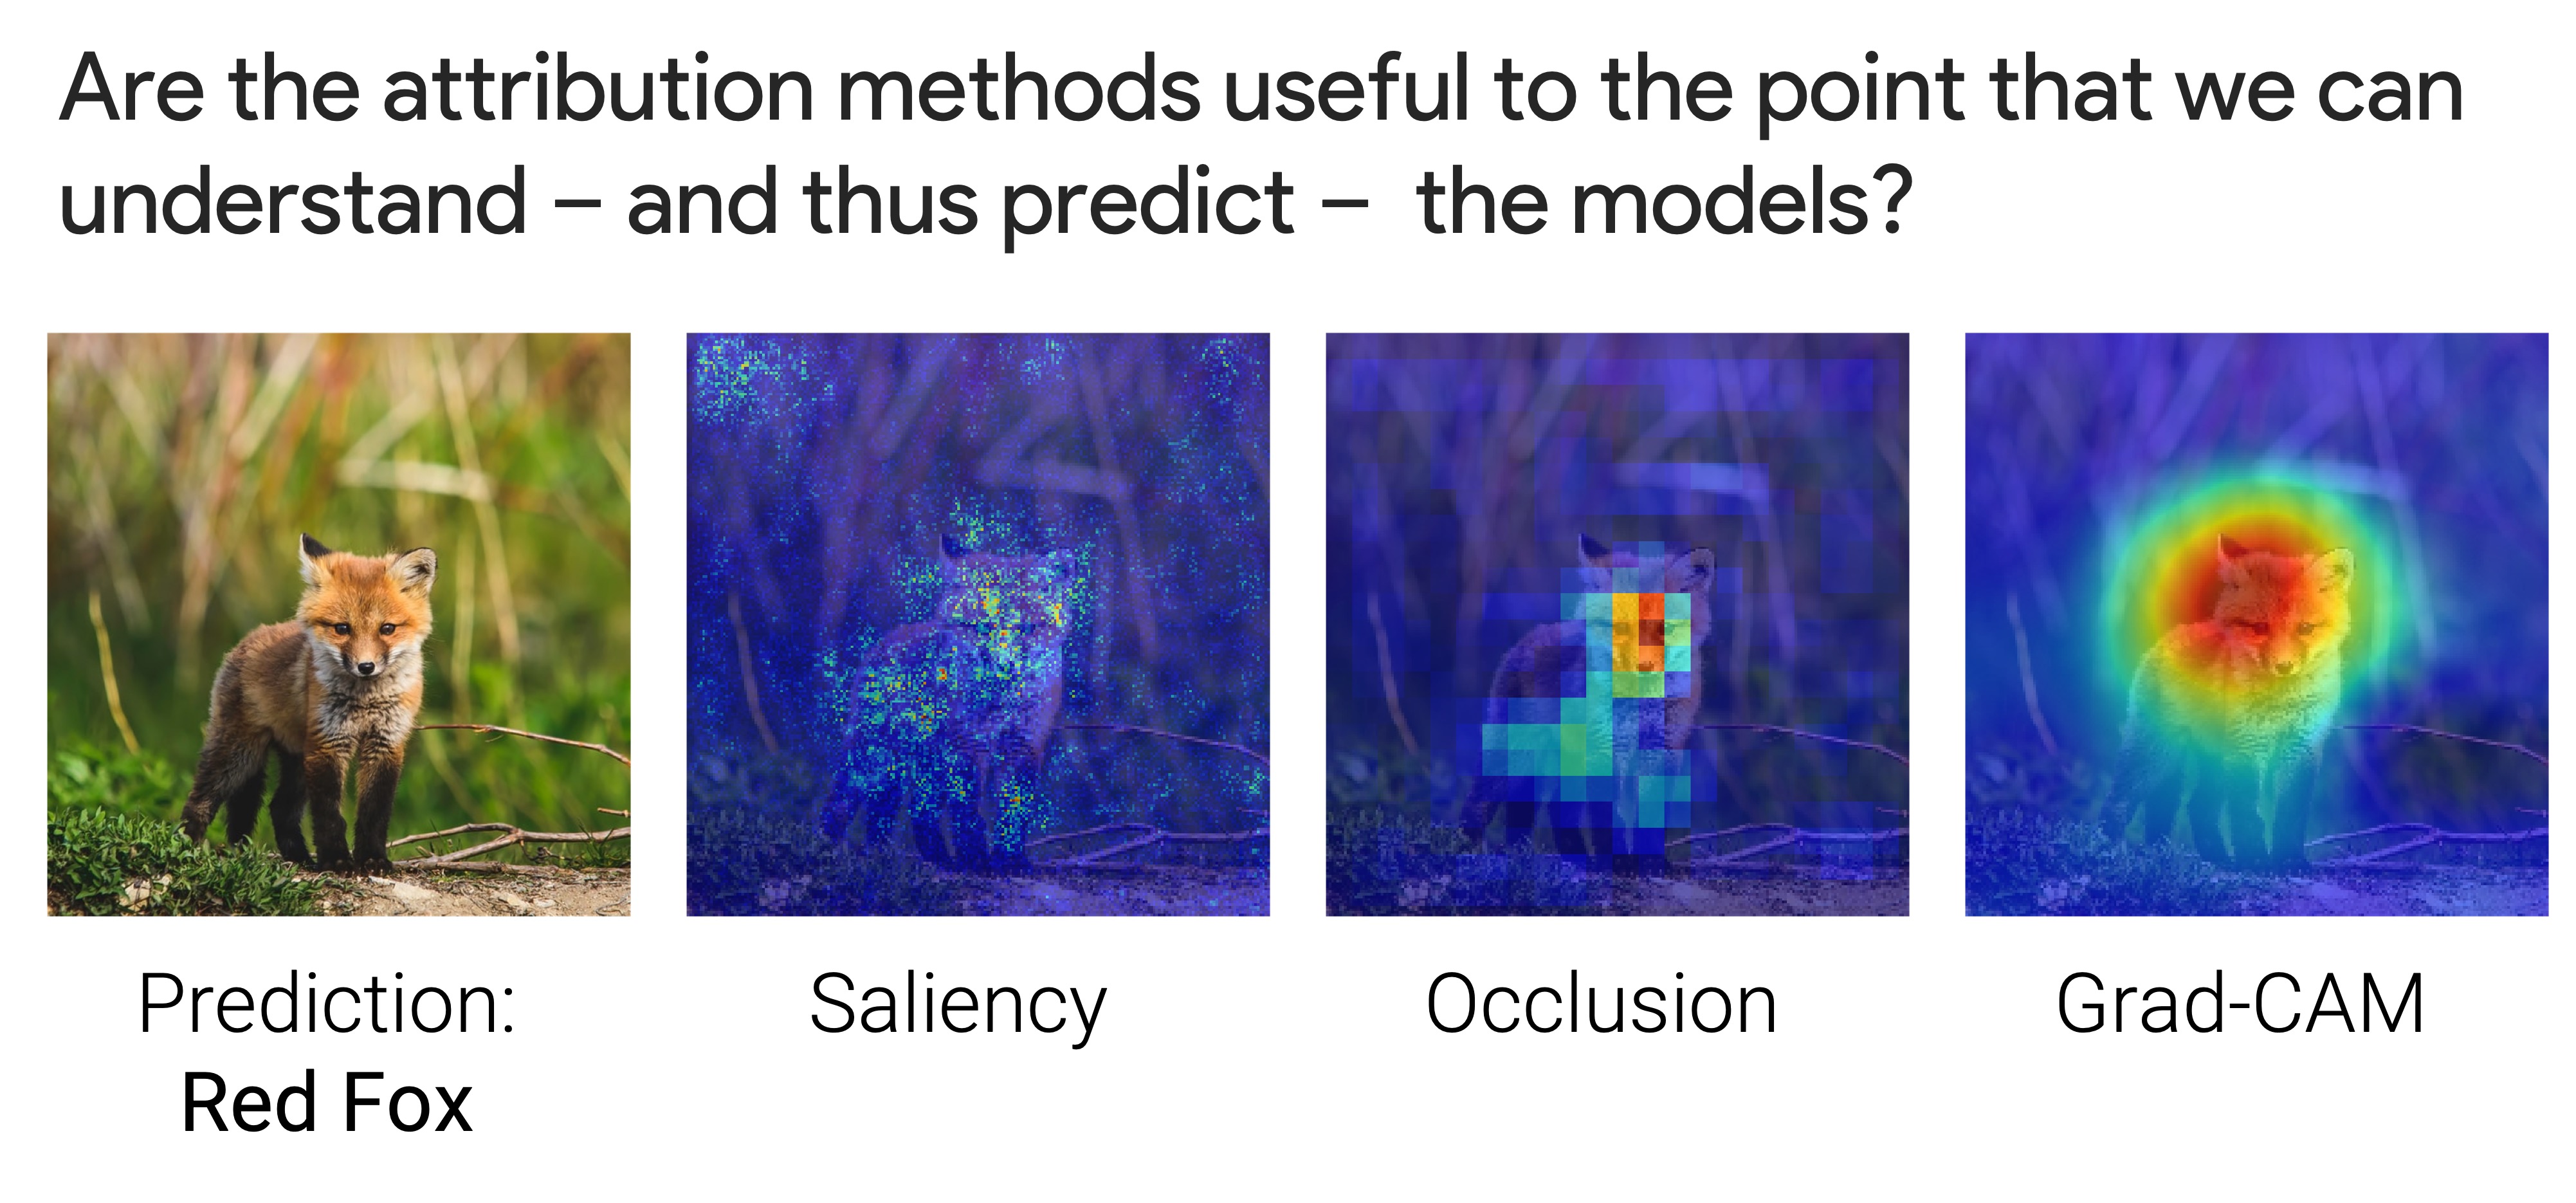 Are the attribution methods useful to the point that we can
understand – and thus predict –  the models?
Prediction:
Red Fox
Saliency
Occlusion
Grad-CAM